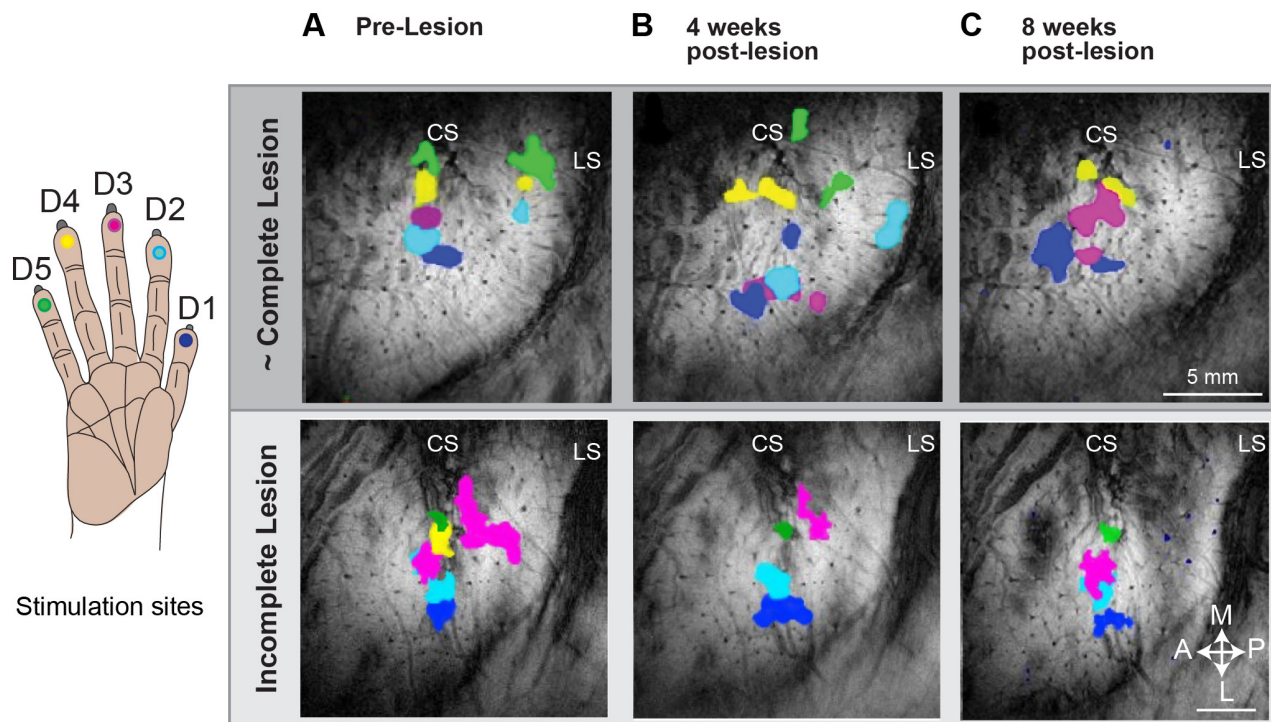 A Pre-Lesion
B 4 weeks
post-lesion
C 8 weeks
post-lesion
D5
D4
D3
D2
D1
Stimulation sites
~ Complete Lesion
CS
LS
CS
LS
CS
LS
5 mm
Incomplete Lesion
CS
LS
CS
LS
CS
LS
M
A P
L